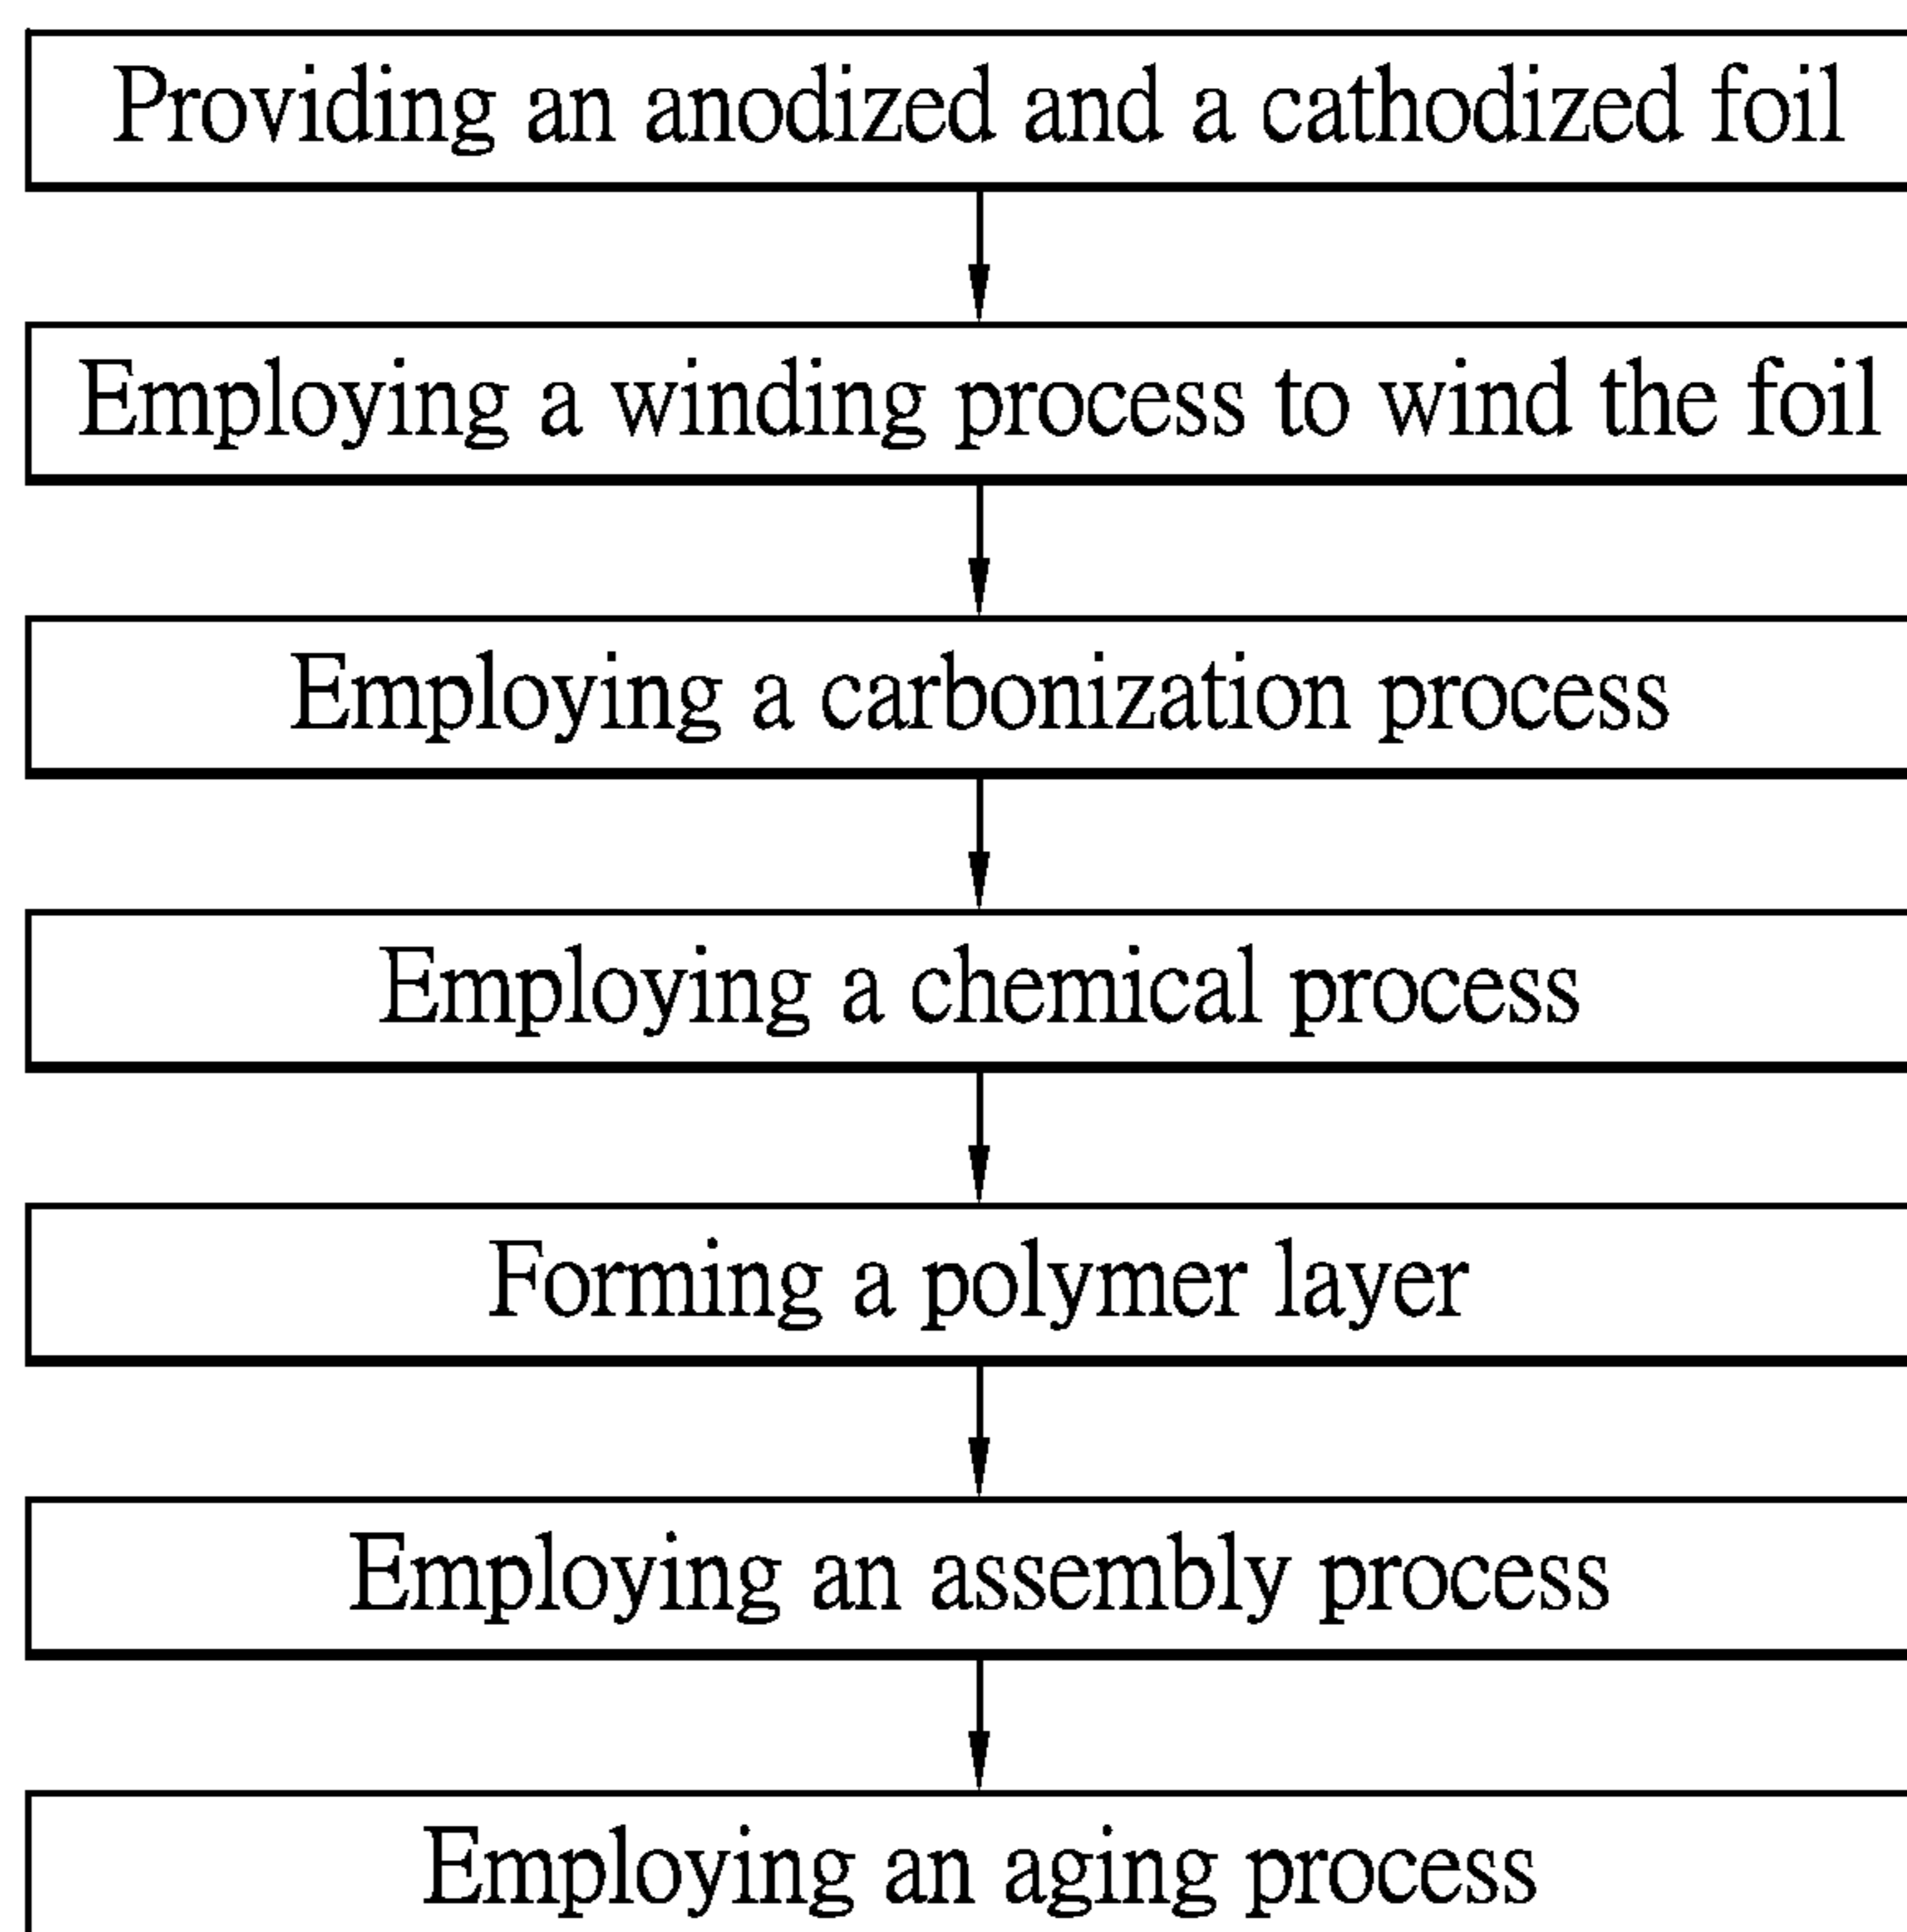 Providing an anodized and a cathodized foil
Employing a winding process to wind the foil
Employing a carbonization process
Employing a chemical process
Forming a polymer layer
Employing an assembly process
Employing an aging process